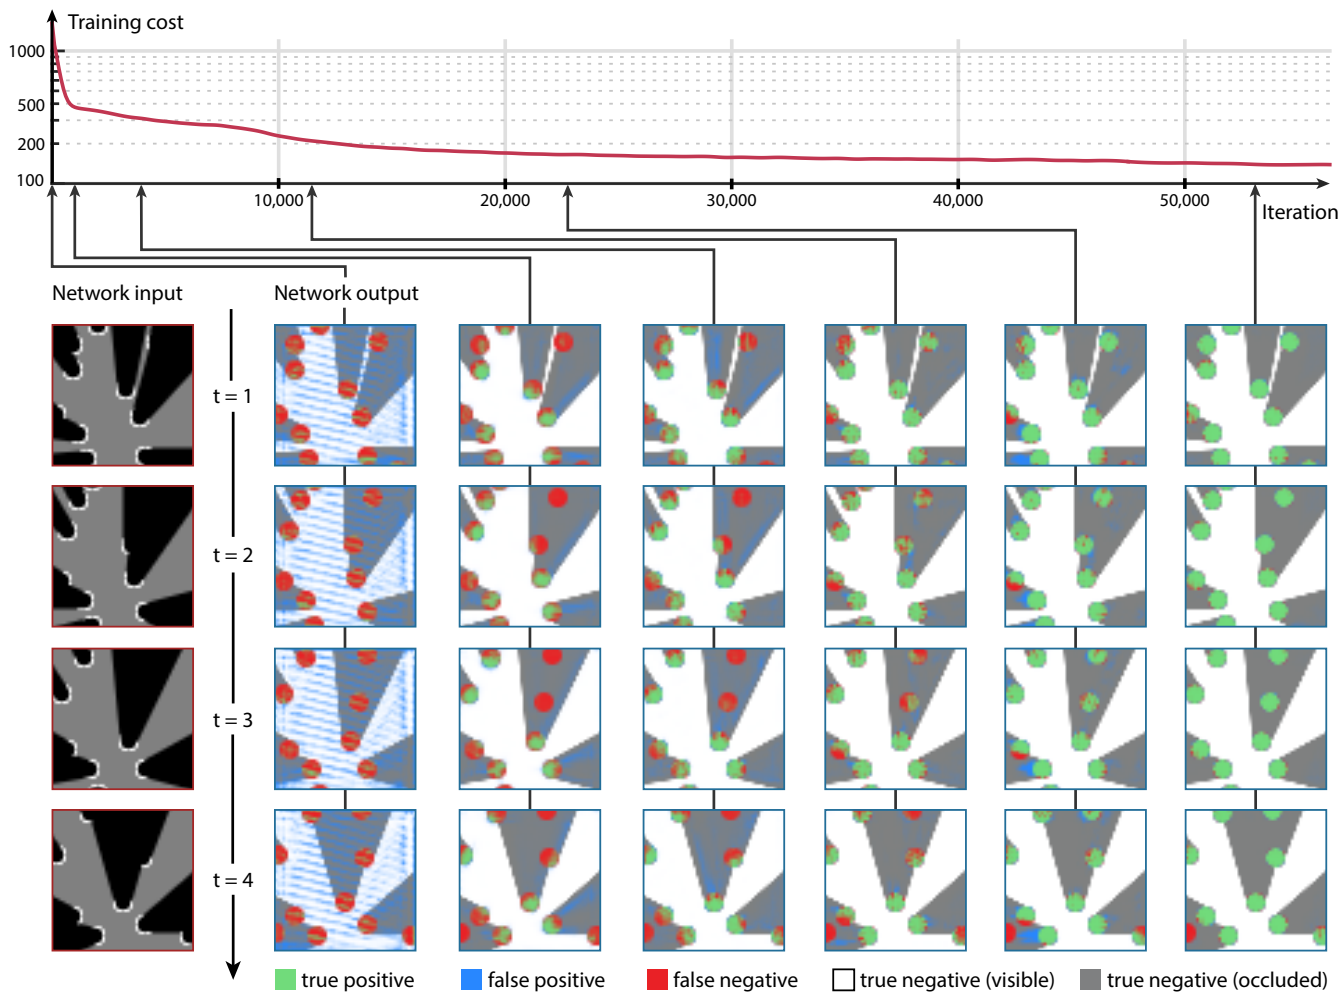 Training cost
1000
500
200
100
10,000 20,000 30,000 40,000 50,000
Iteration
Network input Network output
t = 1
t = 2
t = 3
t = 4
true positive false positive false negative true negative (visible) true negative (occluded)